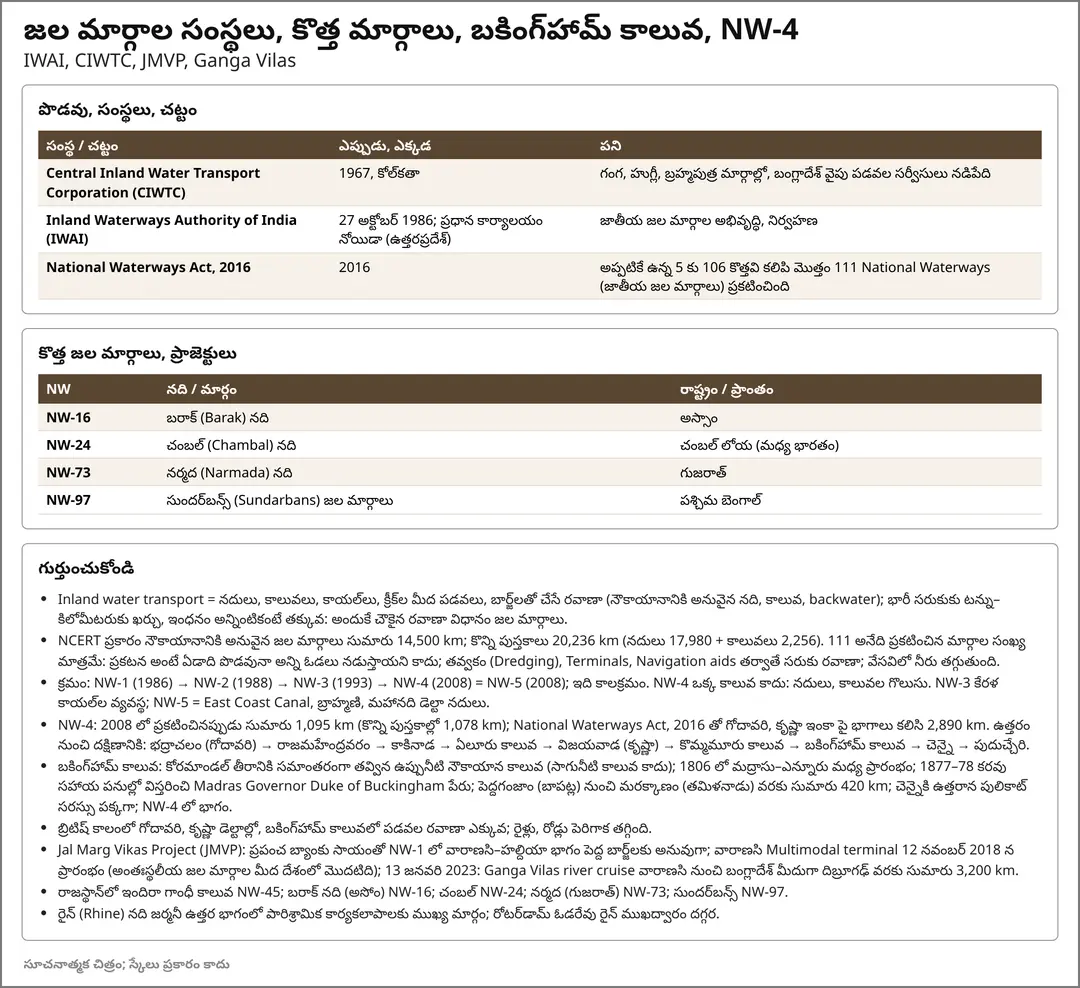 జల మార్గాల సంస్థలు, కొత్త మార్గాలు, బకింగ్‌హామ్ కాలువ, NW-4
IWAI, CIWTC, JMVP, Ganga Vilas
పొడవు, సంస్థలు, చట్టం
సంస్థ / చట్టం ఎప్పుడు, ఎక్కడ పని
Central Inland Water Transport Corporation (CIWTC) 1967, కోల్‌కతా గంగ, హుగ్లీ, బ్రహ్మపుత్ర మార్గాల్లో, బంగ్లాదేశ్ వైపు పడవల సర్వీసులు నడిపేది
Inland Waterways Authority of India (IWAI) 27 అక్టోబర్ 1986; ప్రధాన కార్యాలయం నోయిడా (ఉత్తరప్రదేశ్) జాతీయ జల మార్గాల అభివృద్ధి, నిర్వహణ
National Waterways Act, 2016 2016 అప్పటికే ఉన్న 5 కు 106 కొత్తవి కలిపి మొత్తం 111 National Waterways (జాతీయ జల మార్గాలు) ప్రకటించింది
కొత్త జల మార్గాలు, ప్రాజెక్టులు
NW నది / మార్గం రాష్ట్రం / ప్రాంతం
NW-16 బరాక్ (Barak) నది అస్సాం
NW-24 చంబల్ (Chambal) నది చంబల్ లోయ (మధ్య భారతం)
NW-73 నర్మద (Narmada) నది గుజరాత్
NW-97 సుందర్‌బన్స్ (Sundarbans) జల మార్గాలు పశ్చిమ బెంగాల్
గుర్తుంచుకోండి
• Inland water transport = నదులు, కాలువలు, కాయల్‌లు, క్రీక్‌ల మీద పడవలు, బార్జ్‌లతో చేసే రవాణా (నౌకాయానానికి అనువైన నది, కాలువ, backwater); భారీ సరుకుకు టన్ను–
కిలోమీటరుకు ఖర్చు, ఇంధనం అన్నింటికంటే తక్కువ: అందుకే చౌకైన రవాణా విధానం జల మార్గాలు.
• NCERT ప్రకారం నౌకాయానానికి అనువైన జల మార్గాలు సుమారు 14,500 km; కొన్ని పుస్తకాలు 20,236 km (నదులు 17,980 + కాలువలు 2,256). 111 అనేది ప్రకటించిన మార్గాల సంఖ్య
మాత్రమే: ప్రకటన అంటే ఏడాది పొడవునా అన్ని ఓడలు నడుస్తాయని కాదు; తవ్వకం (Dredging), Terminals, Navigation aids తర్వాతే సరుకు రవాణా; వేసవిలో నీరు తగ్గుతుంది.
• క్రమం: NW-1 (1986) → NW-2 (1988) → NW-3 (1993) → NW-4 (2008) = NW-5 (2008); ఇది కాలక్రమం. NW-4 ఒక్క కాలువ కాదు: నదులు, కాలువల గొలుసు. NW-3 కేరళ
కాయల్‌ల వ్యవస్థ; NW-5 = East Coast Canal, బ్రాహ్మణి, మహానది డెల్టా నదులు.
• NW-4: 2008 లో ప్రకటించినప్పుడు సుమారు 1,095 km (కొన్ని పుస్తకాల్లో 1,078 km); National Waterways Act, 2016 తో గోదావరి, కృష్ణా ఇంకా పై భాగాలు కలిసి 2,890 km. ఉత్తరం
నుంచి దక్షిణానికి: భద్రాచలం (గోదావరి) → రాజమహేంద్రవరం → కాకినాడ → ఏలూరు కాలువ → విజయవాడ (కృష్ణా) → కొమ్మమూరు కాలువ → బకింగ్‌హామ్ కాలువ → చెన్నై → పుదుచ్చేరి.
• బకింగ్‌హామ్ కాలువ: కోరమాండల్ తీరానికి సమాంతరంగా తవ్విన ఉప్పునీటి నౌకాయాన కాలువ (సాగునీటి కాలువ కాదు); 1806 లో మద్రాసు–ఎన్నూరు మధ్య ప్రారంభం; 1877–78 కరవు
సహాయ పనుల్లో విస్తరించి Madras Governor Duke of Buckingham పేరు; పెద్దగంజాం (బాపట్ల) నుంచి మరక్కాణం (తమిళనాడు) వరకు సుమారు 420 km; చెన్నైకి ఉత్తరాన పులికాట్
సరస్సు పక్కగా; NW-4 లో భాగం.
• బ్రిటిష్ కాలంలో గోదావరి, కృష్ణా డెల్టాల్లో, బకింగ్‌హామ్ కాలువలో పడవల రవాణా ఎక్కువ; రైళ్లు, రోడ్లు పెరిగాక తగ్గింది.
• Jal Marg Vikas Project (JMVP): ప్రపంచ బ్యాంకు సాయంతో NW-1 లో వారాణసి–హల్దియా భాగం పెద్ద బార్జ్‌లకు అనువుగా; వారాణసి Multimodal terminal 12 నవంబర్ 2018 న
ప్రారంభం (అంతఃస్థలీయ జల మార్గాల మీద దేశంలో మొదటిది); 13 జనవరి 2023: Ganga Vilas river cruise వారాణసి నుంచి బంగ్లాదేశ్ మీదుగా దిబ్రూగఢ్ వరకు సుమారు 3,200 km.
• రాజస్థాన్‌లో ఇందిరా గాంధీ కాలువ NW-45; బరాక్ నది (అసోం) NW-16; చంబల్ NW-24; నర్మద (గుజరాత్) NW-73; సుందర్‌బన్స్ NW-97.
• రైన్ (Rhine) నది జర్మనీ ఉత్తర భాగంలో పారిశ్రామిక కార్యకలాపాలకు ముఖ్య మార్గం; రోటర్‌డామ్ ఓడరేవు రైన్ ముఖద్వారం దగ్గర.
సూచనాత్మక చిత్రం; స్కేలు ప్రకారం కాదు